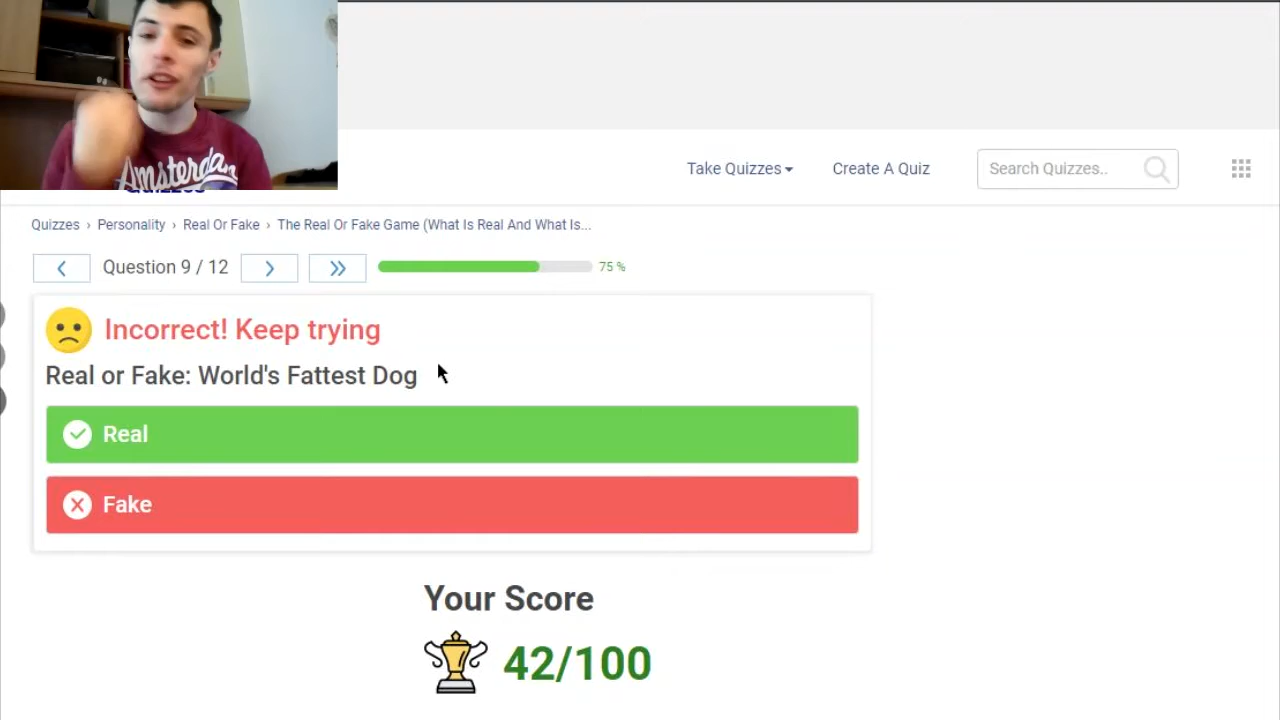 Amsterdam
Quizzes
Take Quizzes
Create A Quiz
Search Quizzes..
Quizzes › Personality › Real Or Fake › The Real Or Fake Game (What Is Real And What Is...
Question 9 / 12
75 %
Incorrect! Keep trying
Real or Fake: World's Fattest Dog
Real
Fake
Your Score
42/100